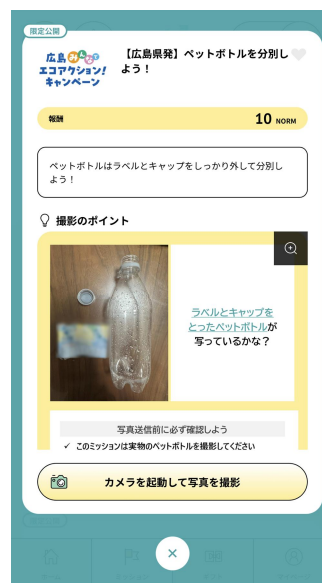 限定公開
広島みんなで
エコアクション!
キャンペーン
【広島県発】ペットボトルを分別し
よう！
報酬
10 NORM
ペットボトルはラベルとキャップをしっかり外して分別し
よう！
撮影のポイント
ラベルとキャップを
とったペットボトルが
写っているかな？
写真送信前に必ず確認しよう
✓ このミッションは実物のペットボトルを撮影してください
カメラを起動して写真を撮影
×